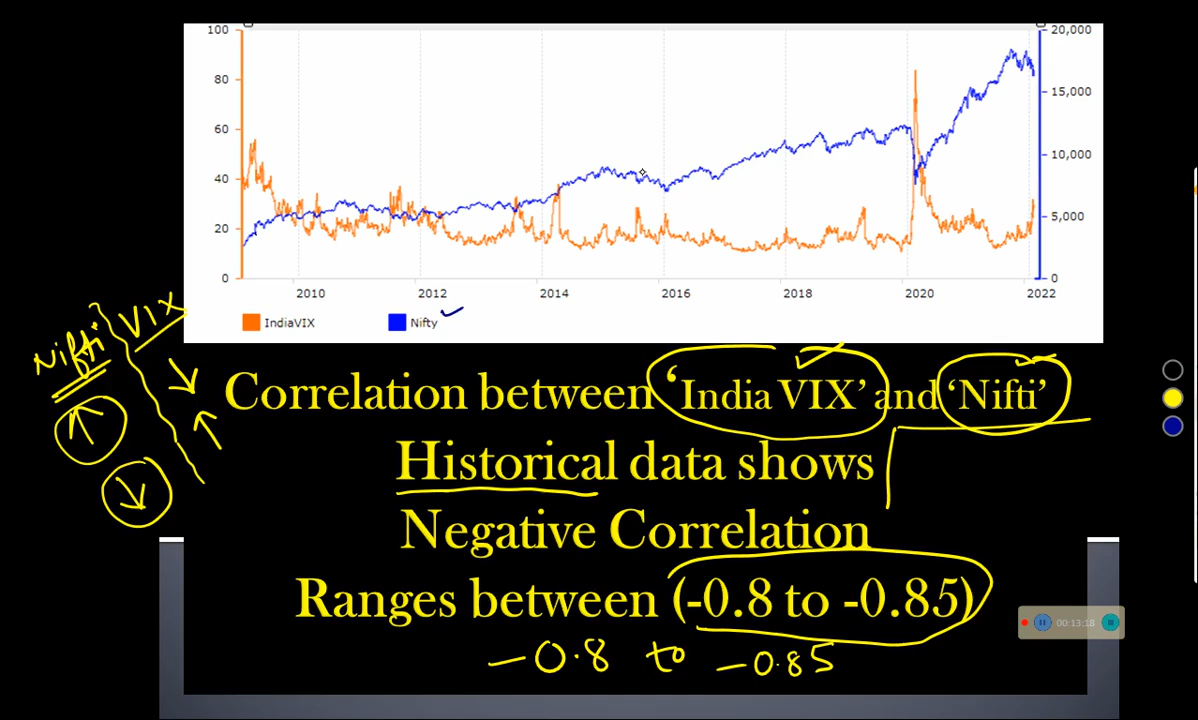 100 20,000
80 15,000
60
40 10,000
20 5,000
0 0
2010 2012 2014 2016 2018 2020 2022
IndiaVIX Nifty
Nifti VIX
Correlation between 'India VIX' and 'Nifti'
Historical data shows
Negative Correlation
Ranges between (-0.8 to -0.85)
00:13:18
-0.8 to -0.85